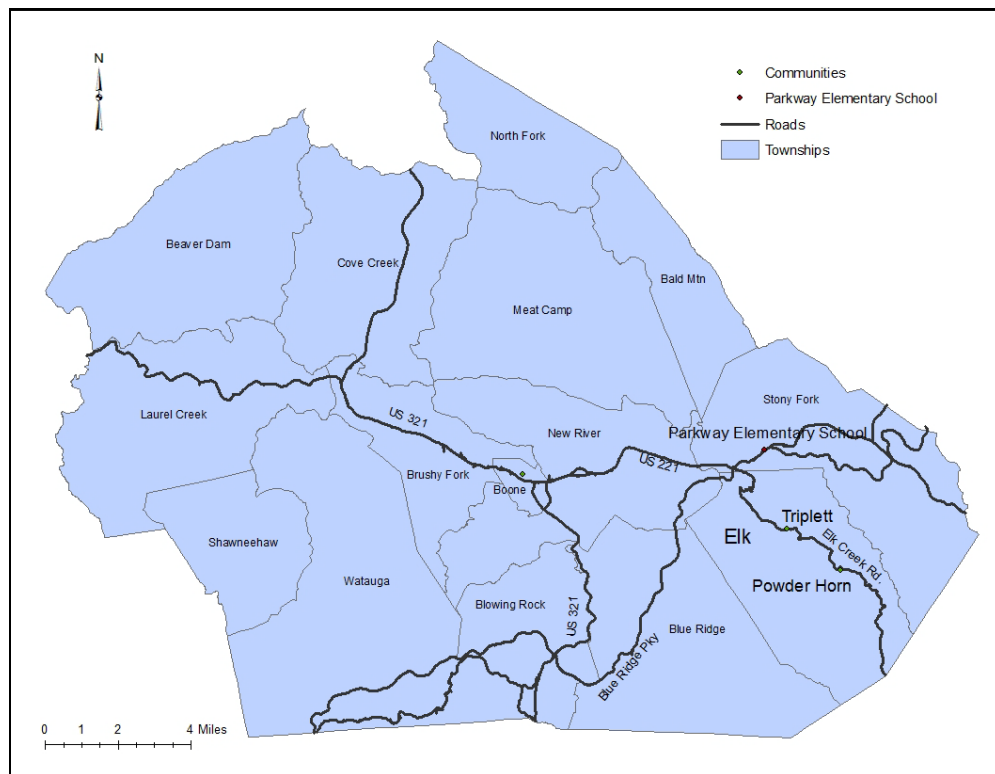 N
Communities
Parkway Elementary School
Roads
Townships
North Fork
Beaver Dam
Cove Creek
Bald Mtn
Meat Camp
Laurel Creek
Stony Fork
US 321
New River
Parkway Elementary School
US 221
Brushy Fork
Boone
Triplett
Elk
Elk Creek Rd.
Shawneehaw
Watauga
Powder Horn
Blowing Rock
US 321
Blue Ridge
Blue Ridge Pky
0 1 2 4 Miles